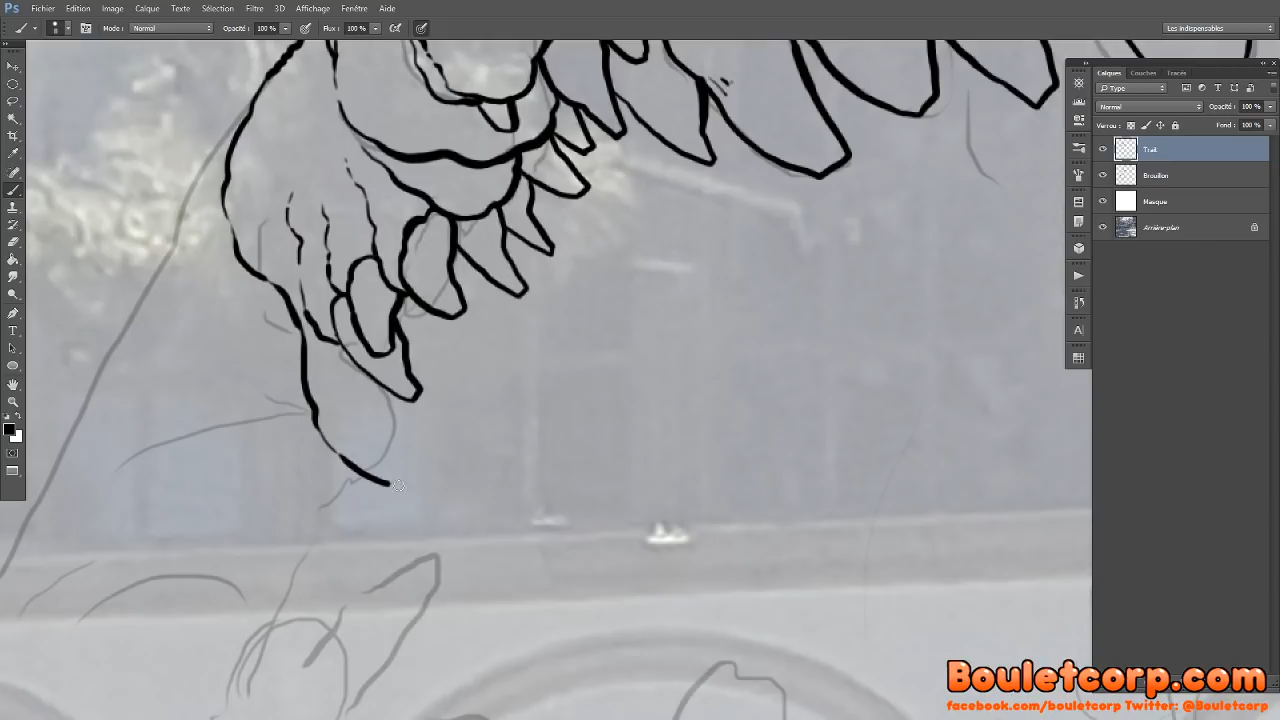 Ps Fichier Edition Image Calque Texte Sélection Filtre 3D Affichage Fenêtre Aide
Mode : Normal Opacité : 100 % Flux : 100 % Les indispensables
Calques Couches Tracés
Type
Normal Opacité : 100 %
Verrou : Fond : 100 %
Trait
Brouillon
Masque
Arrière-plan
Bouletcorp.com
facebook.com/bouletcorp Twitter: @Bouletcorp